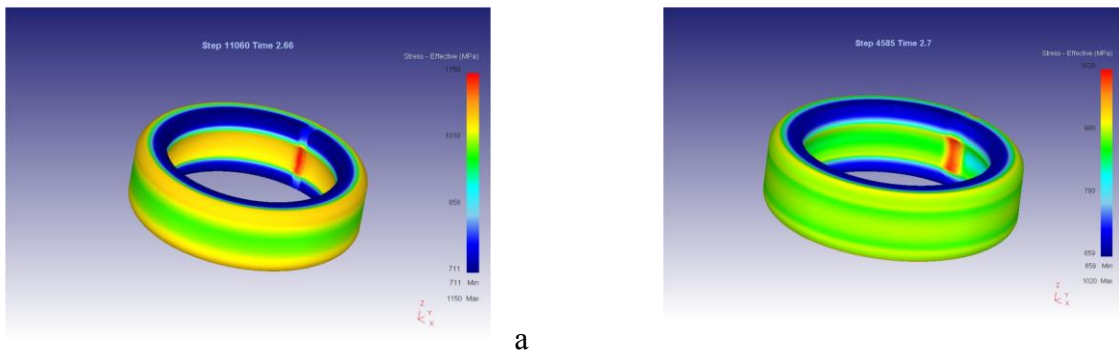 Step 11060 Time 2.66
Stress - Effective (MPa)
1150
1010
858
711
711 Min
1150 Max
Z
Y
X
a
Step 4585 Time 2.7
Stress - Effective (MPa)
1020
900
780
659
659 Min
1020 Max
Z
Y
X